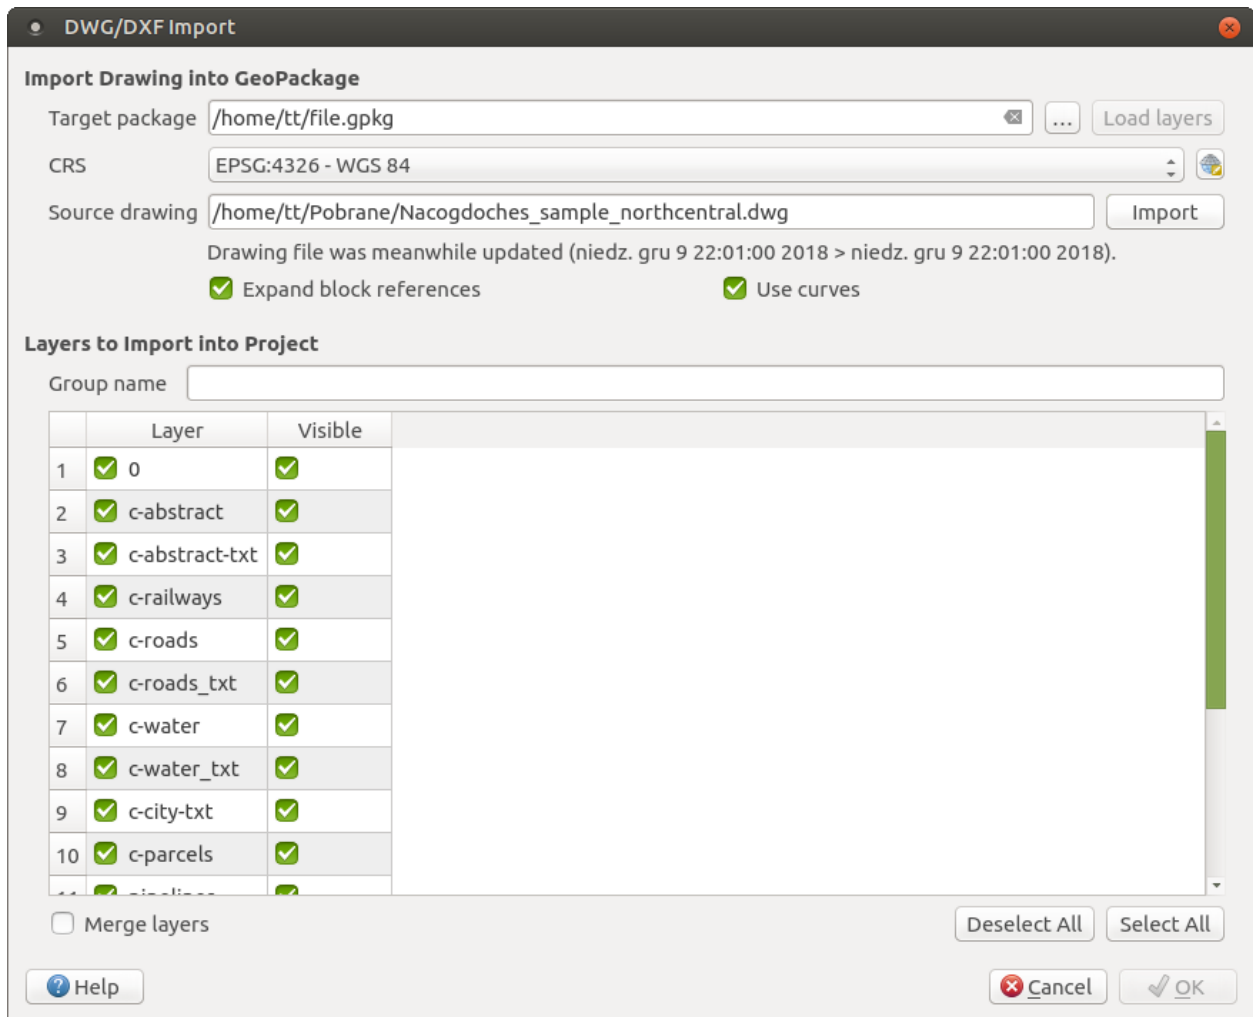 DWG/DXF Import
Import Drawing into GeoPackage
Target package /home/tt/file.gpkg ... Load layers
CRS EPSG:4326 - WGS 84
Source drawing /home/tt/Pobrane/Nacogdoches_sample_northcentral.dwg Import
Drawing file was meanwhile updated (niedz. gru 9 22:01:00 2018 > niedz. gru 9 22:01:00 2018).
Expand block references Use curves
Layers to Import into Project
Group name
Layer Visible
1 0
2 c-abstract
3 c-abstract-txt
4 c-railways
5 c-roads
6 c-roads_txt
7 c-water
8 c-water_txt
9 c-city-txt
10 c-parcels
Merge layers Deselect All Select All
Help Cancel OK